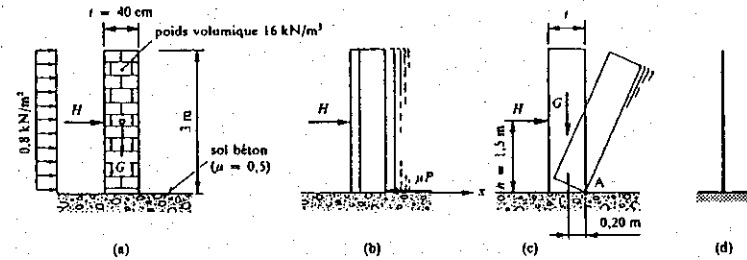 t = 40 cm
poids volumique 16 kN/m³
0,8 kN/m²
H
G
3 m
sol béton
(μ = 0,5)
(a)
H
μP
x
(b)
t
H
G
h = 1,5 m
A
0,20 m
(c)
(d)